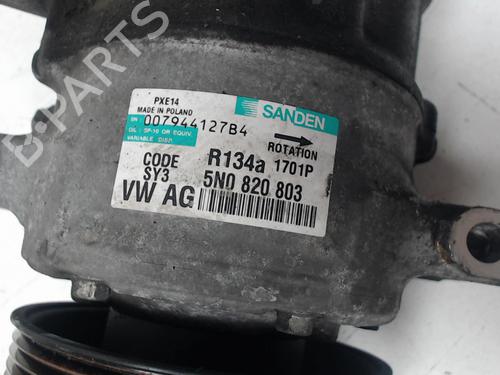 PXE14
MADE IN POLAND
SANDEN
SN 007944127B4
OIL : SP-10 OR EQUIV.
VARIABLE DISP.
ROTATION
CODE R134a 1701P
SY3
VW AG 5N0 820 803
B-PARTS